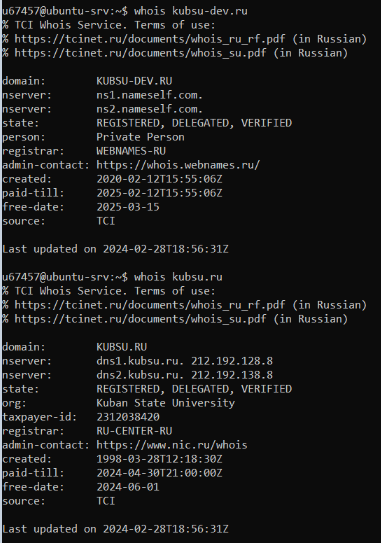 u67457@ubuntu-srv:~$ whois kubsu-dev.ru
% TCI Whois Service. Terms of use:
% https://tcinet.ru/documents/whois_ru_rf.pdf (in Russian)
% https://tcinet.ru/documents/whois_su.pdf (in Russian)

domain:        KUBSU-DEV.RU
nserver:       ns1.nameself.com.
nserver:       ns2.nameself.com.
state:         REGISTERED, DELEGATED, VERIFIED
person:        Private Person
registrar:     WEBNAMES-RU
admin-contact: https://whois.webnames.ru/
created:       2020-02-12T15:55:06Z
paid-till:     2025-02-12T15:55:06Z
free-date:     2025-03-15
source:        TCI

Last updated on 2024-02-28T18:56:31Z

u67457@ubuntu-srv:~$ whois kubsu.ru
% TCI Whois Service. Terms of use:
% https://tcinet.ru/documents/whois_ru_rf.pdf (in Russian)
% https://tcinet.ru/documents/whois_su.pdf (in Russian)

domain:        KUBSU.RU
nserver:       dns1.kubsu.ru. 212.192.128.8
nserver:       dns2.kubsu.ru. 212.192.138.8
state:         REGISTERED, DELEGATED, VERIFIED
org:           Kuban State University
taxpayer-id:   2312038420
registrar:     RU-CENTER-RU
admin-contact: https://www.nic.ru/whois
created:       1998-03-28T12:18:30Z
paid-till:     2024-04-30T21:00:00Z
free-date:     2024-06-01
source:        TCI

Last updated on 2024-02-28T18:56:31Z